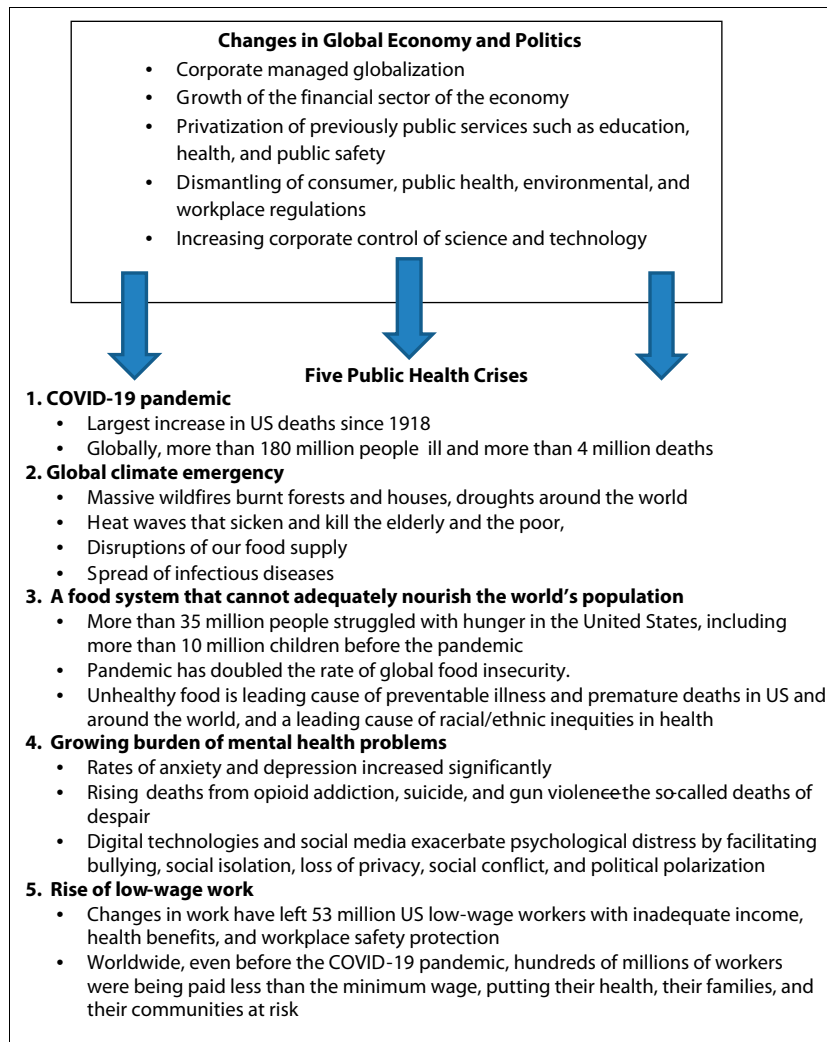 Changes in Global Economy and Politics
• Corporate managed globalization
• Growth of the financial sector of the economy
• Privatization of previously public services such as education,
health, and public safety
• Dismantling of consumer, public health, environmental, and
workplace regulations
• Increasing corporate control of science and technology
Five Public Health Crises
1. COVID-19 pandemic
• Largest increase in US deaths since 1918
• Globally, more than 180 million people ill and more than 4 million deaths
2. Global climate emergency
• Massive wildfires burnt forests and houses, droughts around the world
• Heat waves that sicken and kill the elderly and the poor,
• Disruptions of our food supply
• Spread of infectious diseases
3. A food system that cannot adequately nourish the world's population
• More than 35 million people struggled with hunger in the United States, including
more than 10 million children before the pandemic
• Pandemic has doubled the rate of global food insecurity.
• Unhealthy food is leading cause of preventable illness and premature deaths in US and
around the world, and a leading cause of racial/ethnic inequities in health
4. Growing burden of mental health problems
• Rates of anxiety and depression increased significantly
• Rising deaths from opioid addiction, suicide, and gun violence—the so-called deaths of
despair
• Digital technologies and social media exacerbate psychological distress by facilitating
bullying, social isolation, loss of privacy, social conflict, and political polarization
5. Rise of low-wage work
• Changes in work have left 53 million US low-wage workers with inadequate income,
health benefits, and workplace safety protection
• Worldwide, even before the COVID-19 pandemic, hundreds of millions of workers
were being paid less than the minimum wage, putting their health, their families, and
their communities at risk